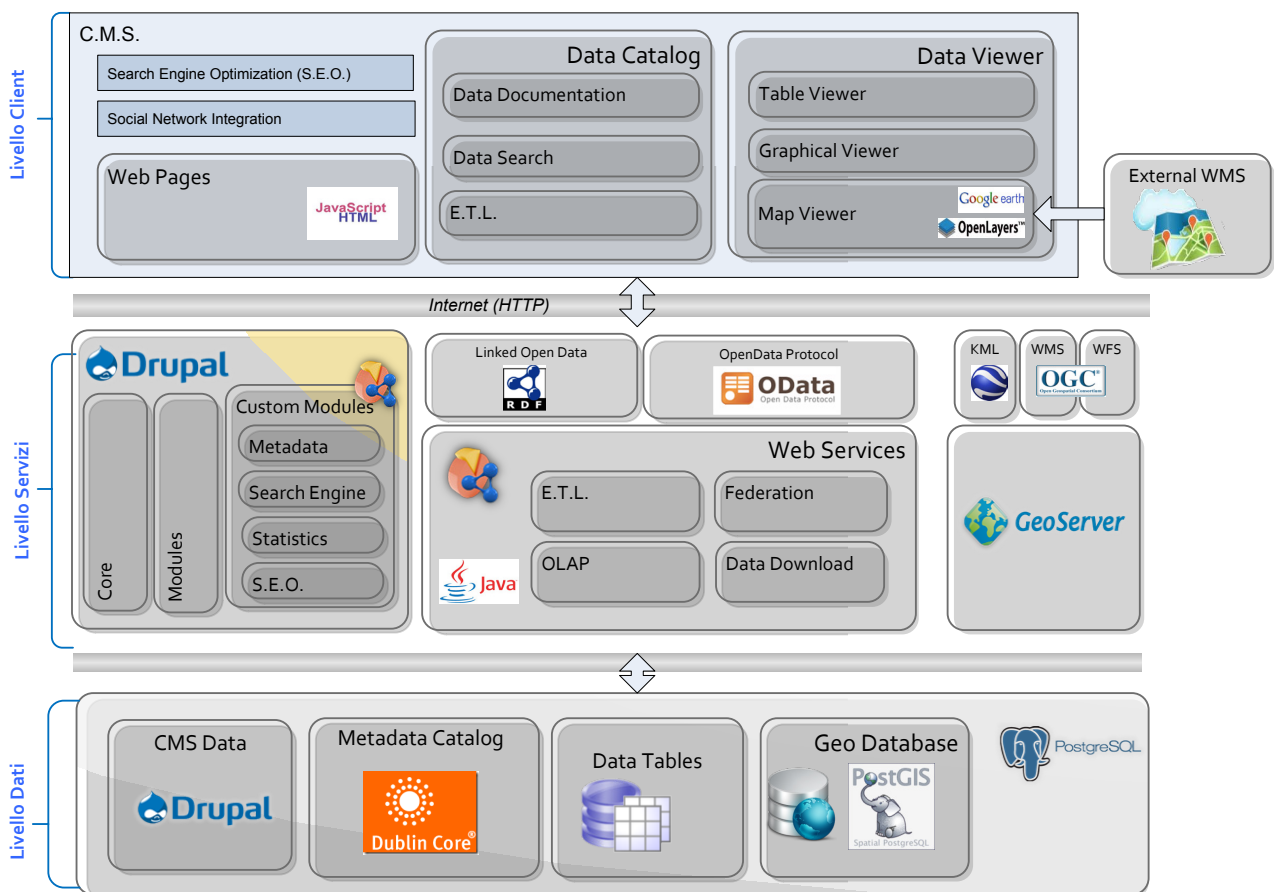 Livello Client
C.M.S.
Search Engine Optimization (S.E.O.)
Social Network Integration
Web Pages
JavaScript
HTML
Data Catalog
Data Documentation
Data Search
E.T.L.
Data Viewer
Table Viewer
Graphical Viewer
Map Viewer
Google earth
OpenLayers™
External WMS
Internet (HTTP)
Livello Servizi
Drupal
Core
Modules
Custom Modules
Metadata
Search Engine
Statistics
S.E.O.
Linked Open Data
RDF
OpenData Protocol
OData
Open Data Protocol
Web Services
E.T.L.
Federation
OLAP
Data Download
Java
KML
WMS
WFS
OGC®
Open Geospatial Consortium
GeoServer
Livello Dati
CMS Data
Drupal
Metadata Catalog
Dublin Core®
Data Tables
Geo Database
PostGIS
Spatial PostgreSQL
PostgreSQL